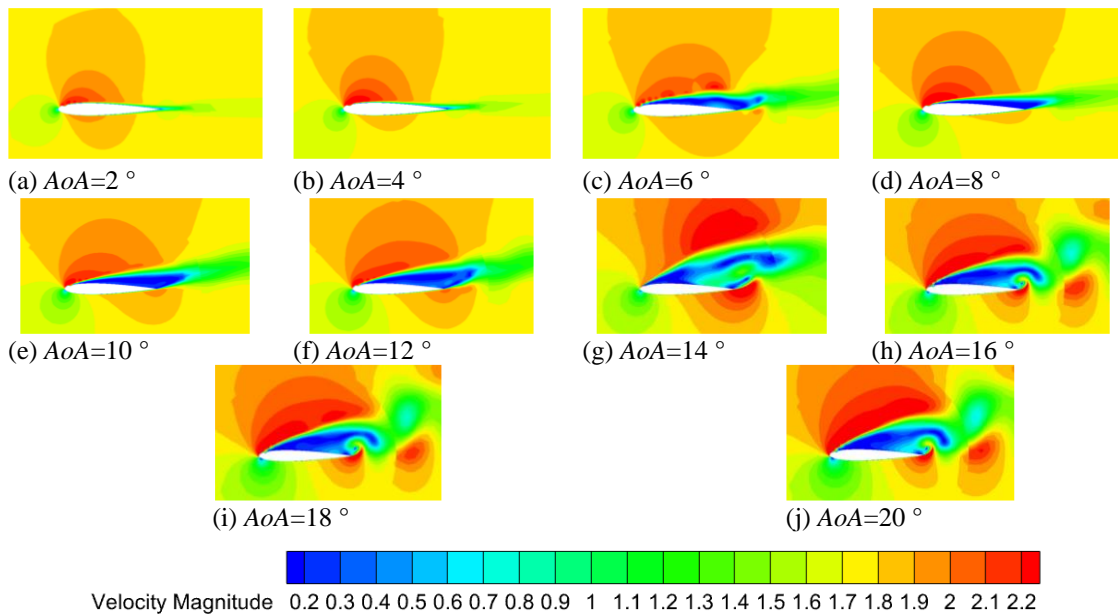 (a) AoA=2 ° (b) AoA=4 ° (c) AoA=6 ° (d) AoA=8 °
(e) AoA=10 ° (f) AoA=12 ° (g) AoA=14 ° (h) AoA=16 °
(i) AoA=18 ° (j) AoA=20 °
Velocity Magnitude 0.2 0.3 0.4 0.5 0.6 0.7 0.8 0.9 1 1.1 1.2 1.3 1.4 1.5 1.6 1.7 1.8 1.9 2 2.1 2.2